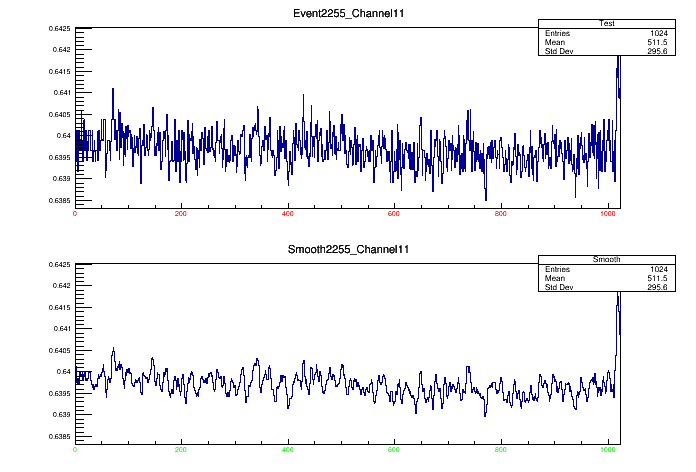 Event2255_Channel11
Test
Entries 1024
Mean 511.5
Std Dev 295.6
0.6425
0.642
0.6415
0.641
0.6405
0.64
0.6395
0.639
0.6385
0 200 400 600 800 1000
Smooth2255_Channel11
Smooth
Entries 1024
Mean 511.5
Std Dev 295.6
0.6425
0.642
0.6415
0.641
0.6405
0.64
0.6395
0.639
0.6385
0 200 400 600 800 1000